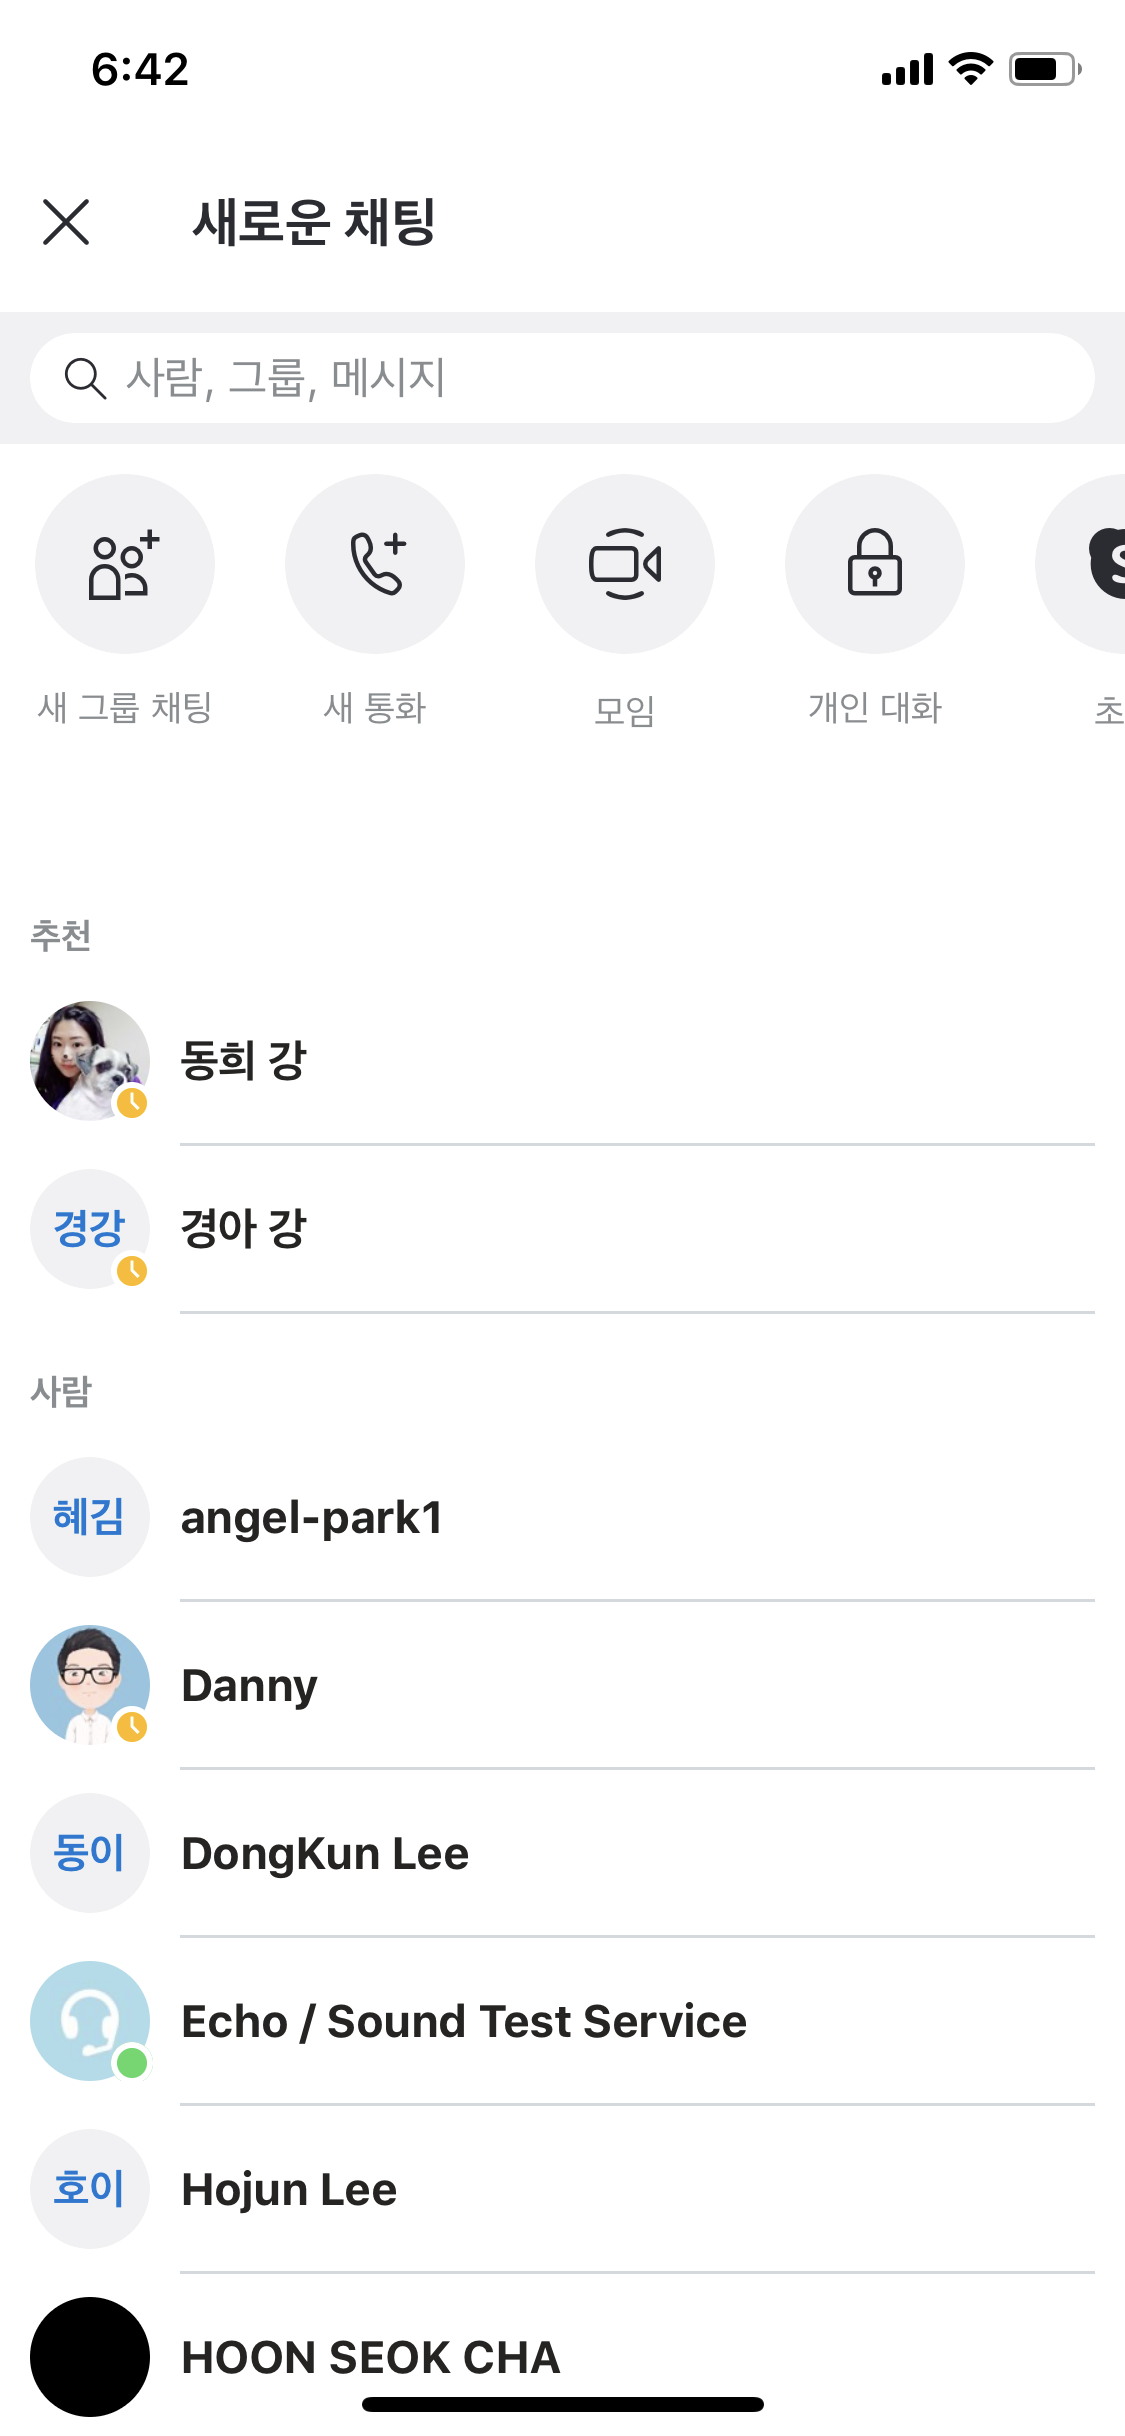 6:42
새로운 채팅
사람, 그룹, 메시지
새 그룹 채팅
새 통화
모임
개인 대화
초
추천
동희 강
경강
경아 강
사람
혜김
angel-park1
Danny
동이
DongKun Lee
Echo / Sound Test Service
호이
Hojun Lee
HOON SEOK CHA